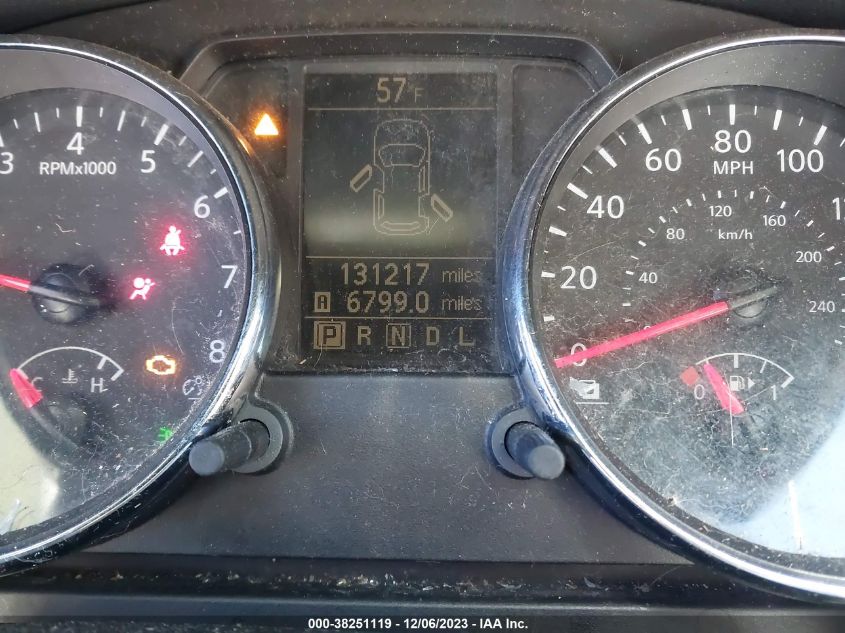 57°F
3 4 5 6 7 8
RPMx1000
C H
131217 miles
A 6799.0 miles
P R N D L
0 20 40 60 80 100
MPH
40 80 120 160 200 240
km/h
0 1
000-38251119 - 12/06/2023 - IAA Inc.